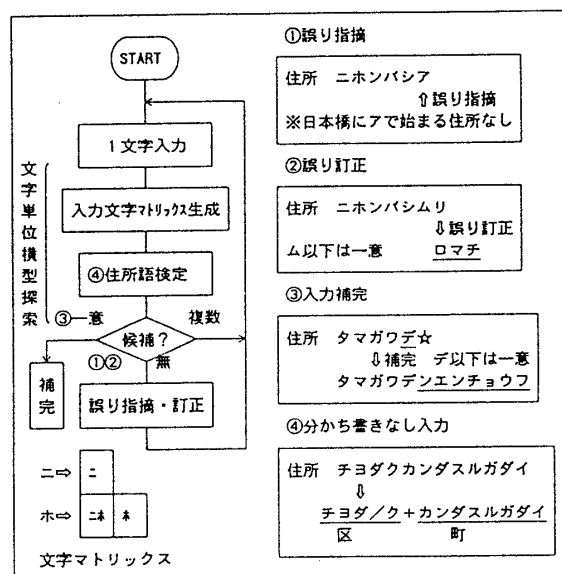 START
1文字入力
入力文字ﾏﾄﾘｯｸｽ生成
④住所語検定
文字単位横型探索
③一意
複数
候補?
①②
無
補完
誤り指摘・訂正
ニ⇨
ニ
ホ⇨
ニホ
ホ
文字マトリックス
①誤り指摘
住所 ニホンバシア
⇧誤り指摘
※日本橋にアで始まる住所なし
②誤り訂正
住所 ニホンバシムリ
⇩誤り訂正
ム以下は一意 ロマチ
③入力補完
住所 タマガワデ☆
⇩補完 デ以下は一意
タマガワデンエンチョウフ
④分かち書きなし入力
住所 チヨダクカンダスルガダイ
⇩
チヨダ/ク+カンダスルガダイ
区 町